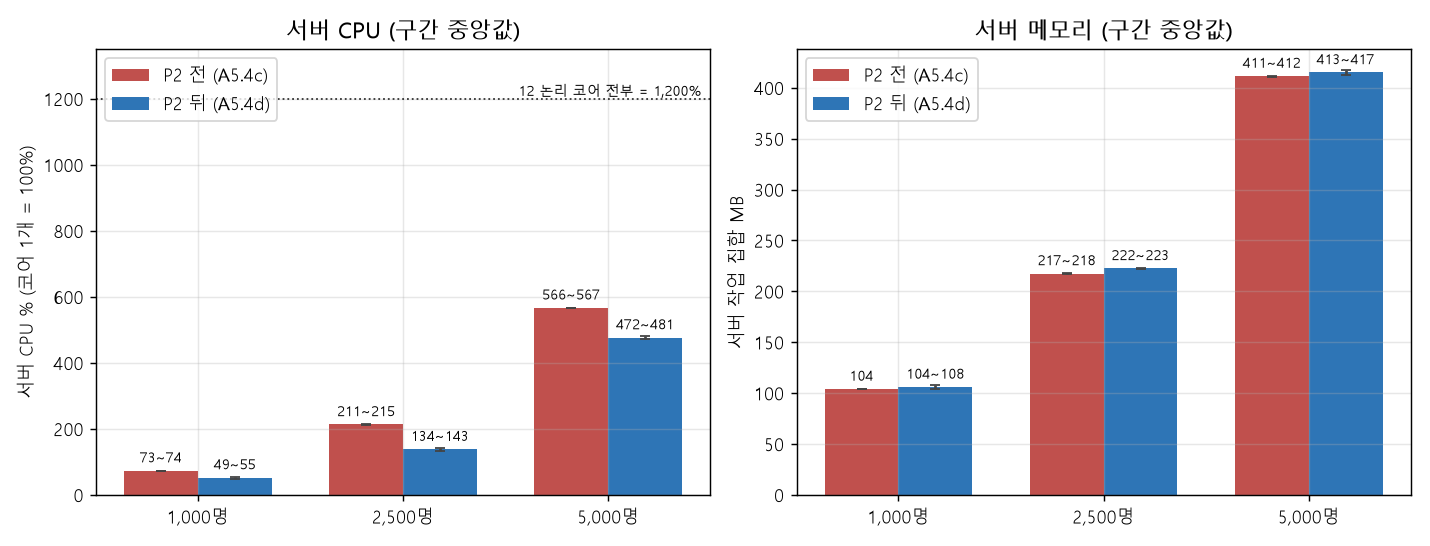 서버 CPU (구간 중앙값)
P2 전 (A5.4c)
P2 뒤 (A5.4d)
12 논리 코어 전부 = 1,200%
서버 CPU % (코어 1개 = 100%)
1200
1000
800
600
400
200
0
73~74
49~55
211~215
134~143
566~567
472~481
1,000명
2,500명
5,000명
서버 메모리 (구간 중앙값)
P2 전 (A5.4c)
P2 뒤 (A5.4d)
서버 작업 집합 MB
400
350
300
250
200
150
100
50
0
104
104~108
217~218
222~223
411~412
413~417
1,000명
2,500명
5,000명